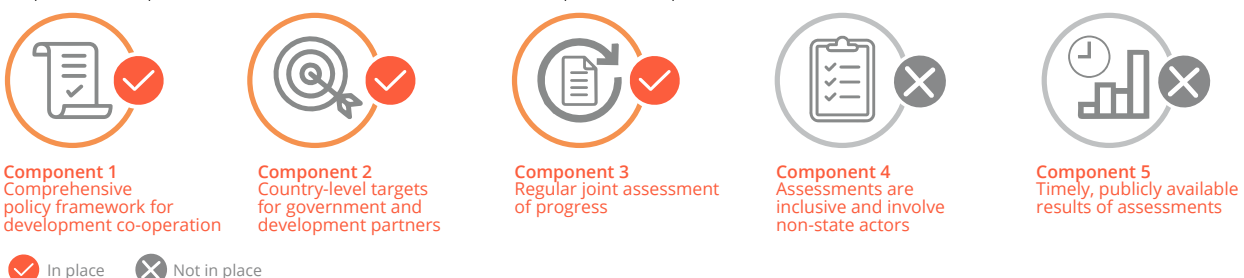 Component 1
Comprehensive
policy framework for
development co-operation
Component 2
Country-level targets
for government and
development partners
Component 3
Regular joint assessment
of progress
Component 4
Assessments are
inclusive and involve
non-state actors
Component 5
Timely, publicly available
results of assessments
In place
Not in place